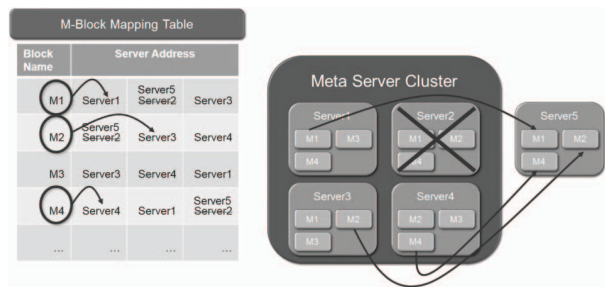 M-Block Mapping Table
Block Name
Server Address
M1 Server1 Server5 Server2 Server3
M2 Server5 Server2 Server3 Server4
M3 Server3 Server4 Server1
M4 Server4 Server1 Server5 Server2
... ... ... ...
Meta Server Cluster
Server1
M1 M3
M4
Server2
M1 M2
M4
Server5
M1 M2
M4
Server3
M1 M2
M3
Server4
M2 M3
M4